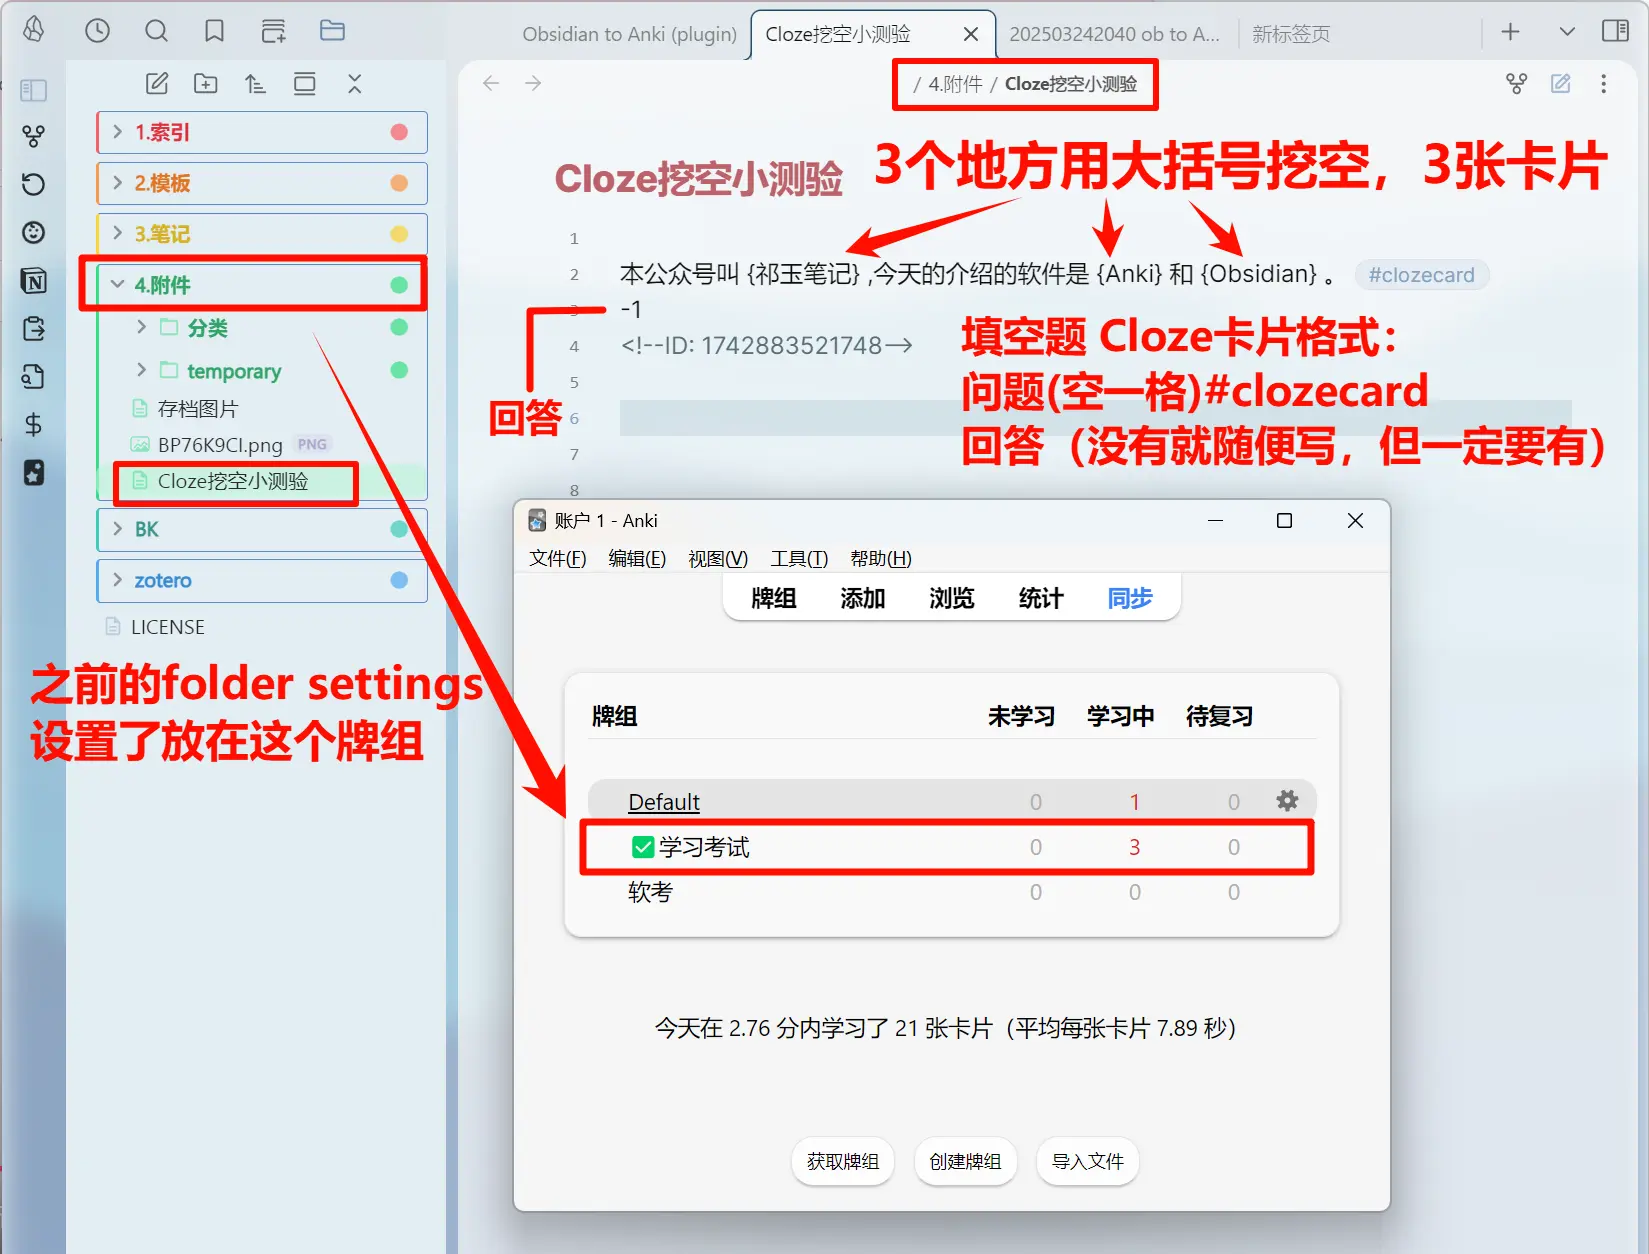 Obsidian to Anki (plugin)
Cloze挖空小测验
202503242040 ob to A...
新标签页
/ 4.附件 / Cloze挖空小测验
1.索引
2.模板
3.笔记
4.附件
分类
temporary
存档图片
BP76K9CI.png PNG
Cloze挖空小测验
BK
zotero
LICENSE
之前的folder settings
设置了放在这个牌组
Cloze挖空小测验
3个地方用大括号挖空，3张卡片
1
2 本公众号叫 {祁玉笔记} ,今天的介绍的软件是 {Anki} 和 {Obsidian} 。 #clozecard
3 -1
4 <!--ID: 1742883521748-->
5
6
7
8
回答
填空题 Cloze卡片格式：
问题(空一格)#clozecard
回答（没有就随便写，但一定要有）
账户 1 - Anki
文件(F) 编辑(E) 视图(V) 工具(T) 帮助(H)
牌组 添加 浏览 统计 同步
牌组 未学习 学习中 待复习
Default 0 1 0
✅学习考试 0 3 0
软考 0 0 0
今天在 2.76 分内学习了 21 张卡片（平均每张卡片 7.89 秒）
获取牌组 创建牌组 导入文件